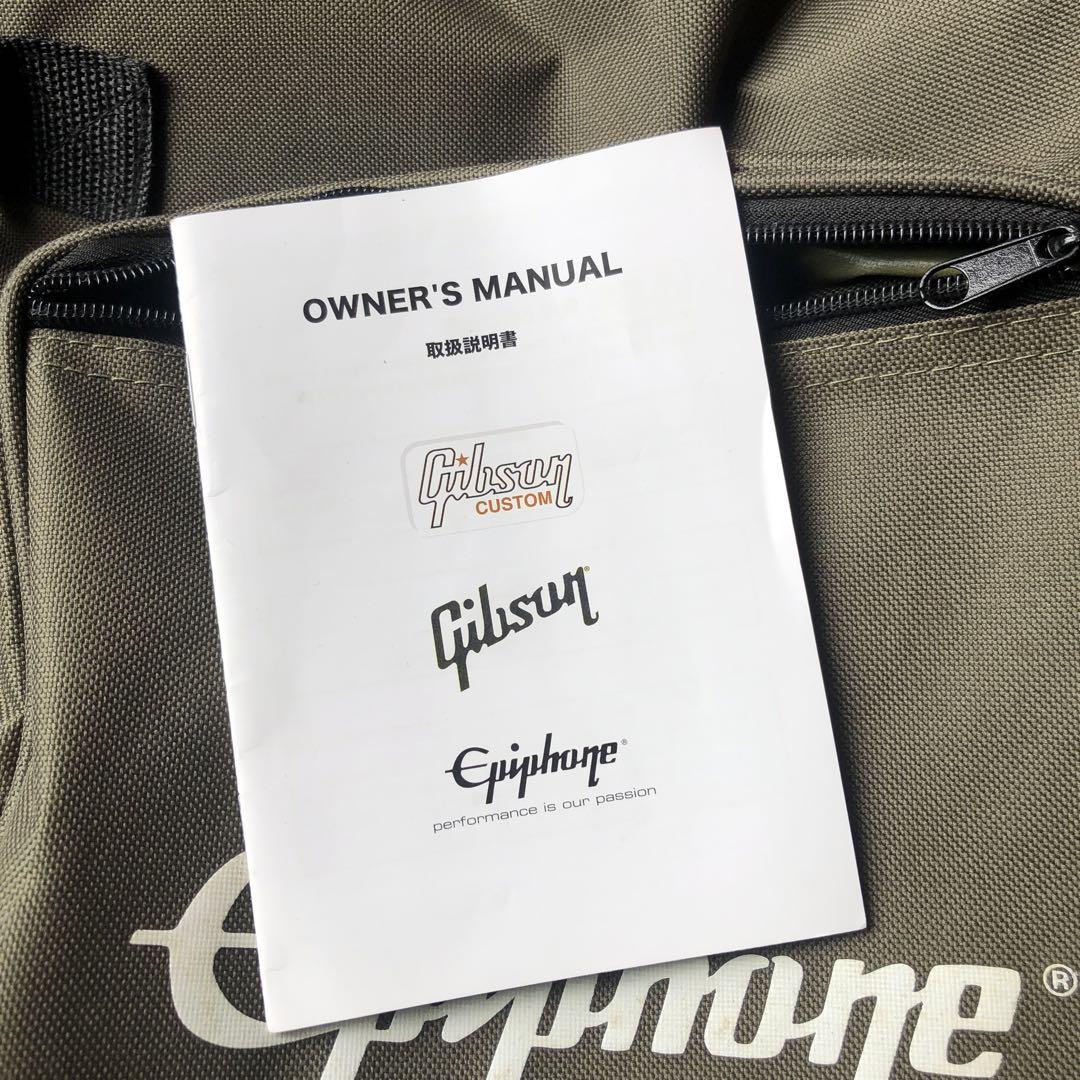 OWNER'S MANUAL
取扱説明書
Gibson
CUSTOM
Gibson®
Epiphone®
performance is our passion
Epiphone®